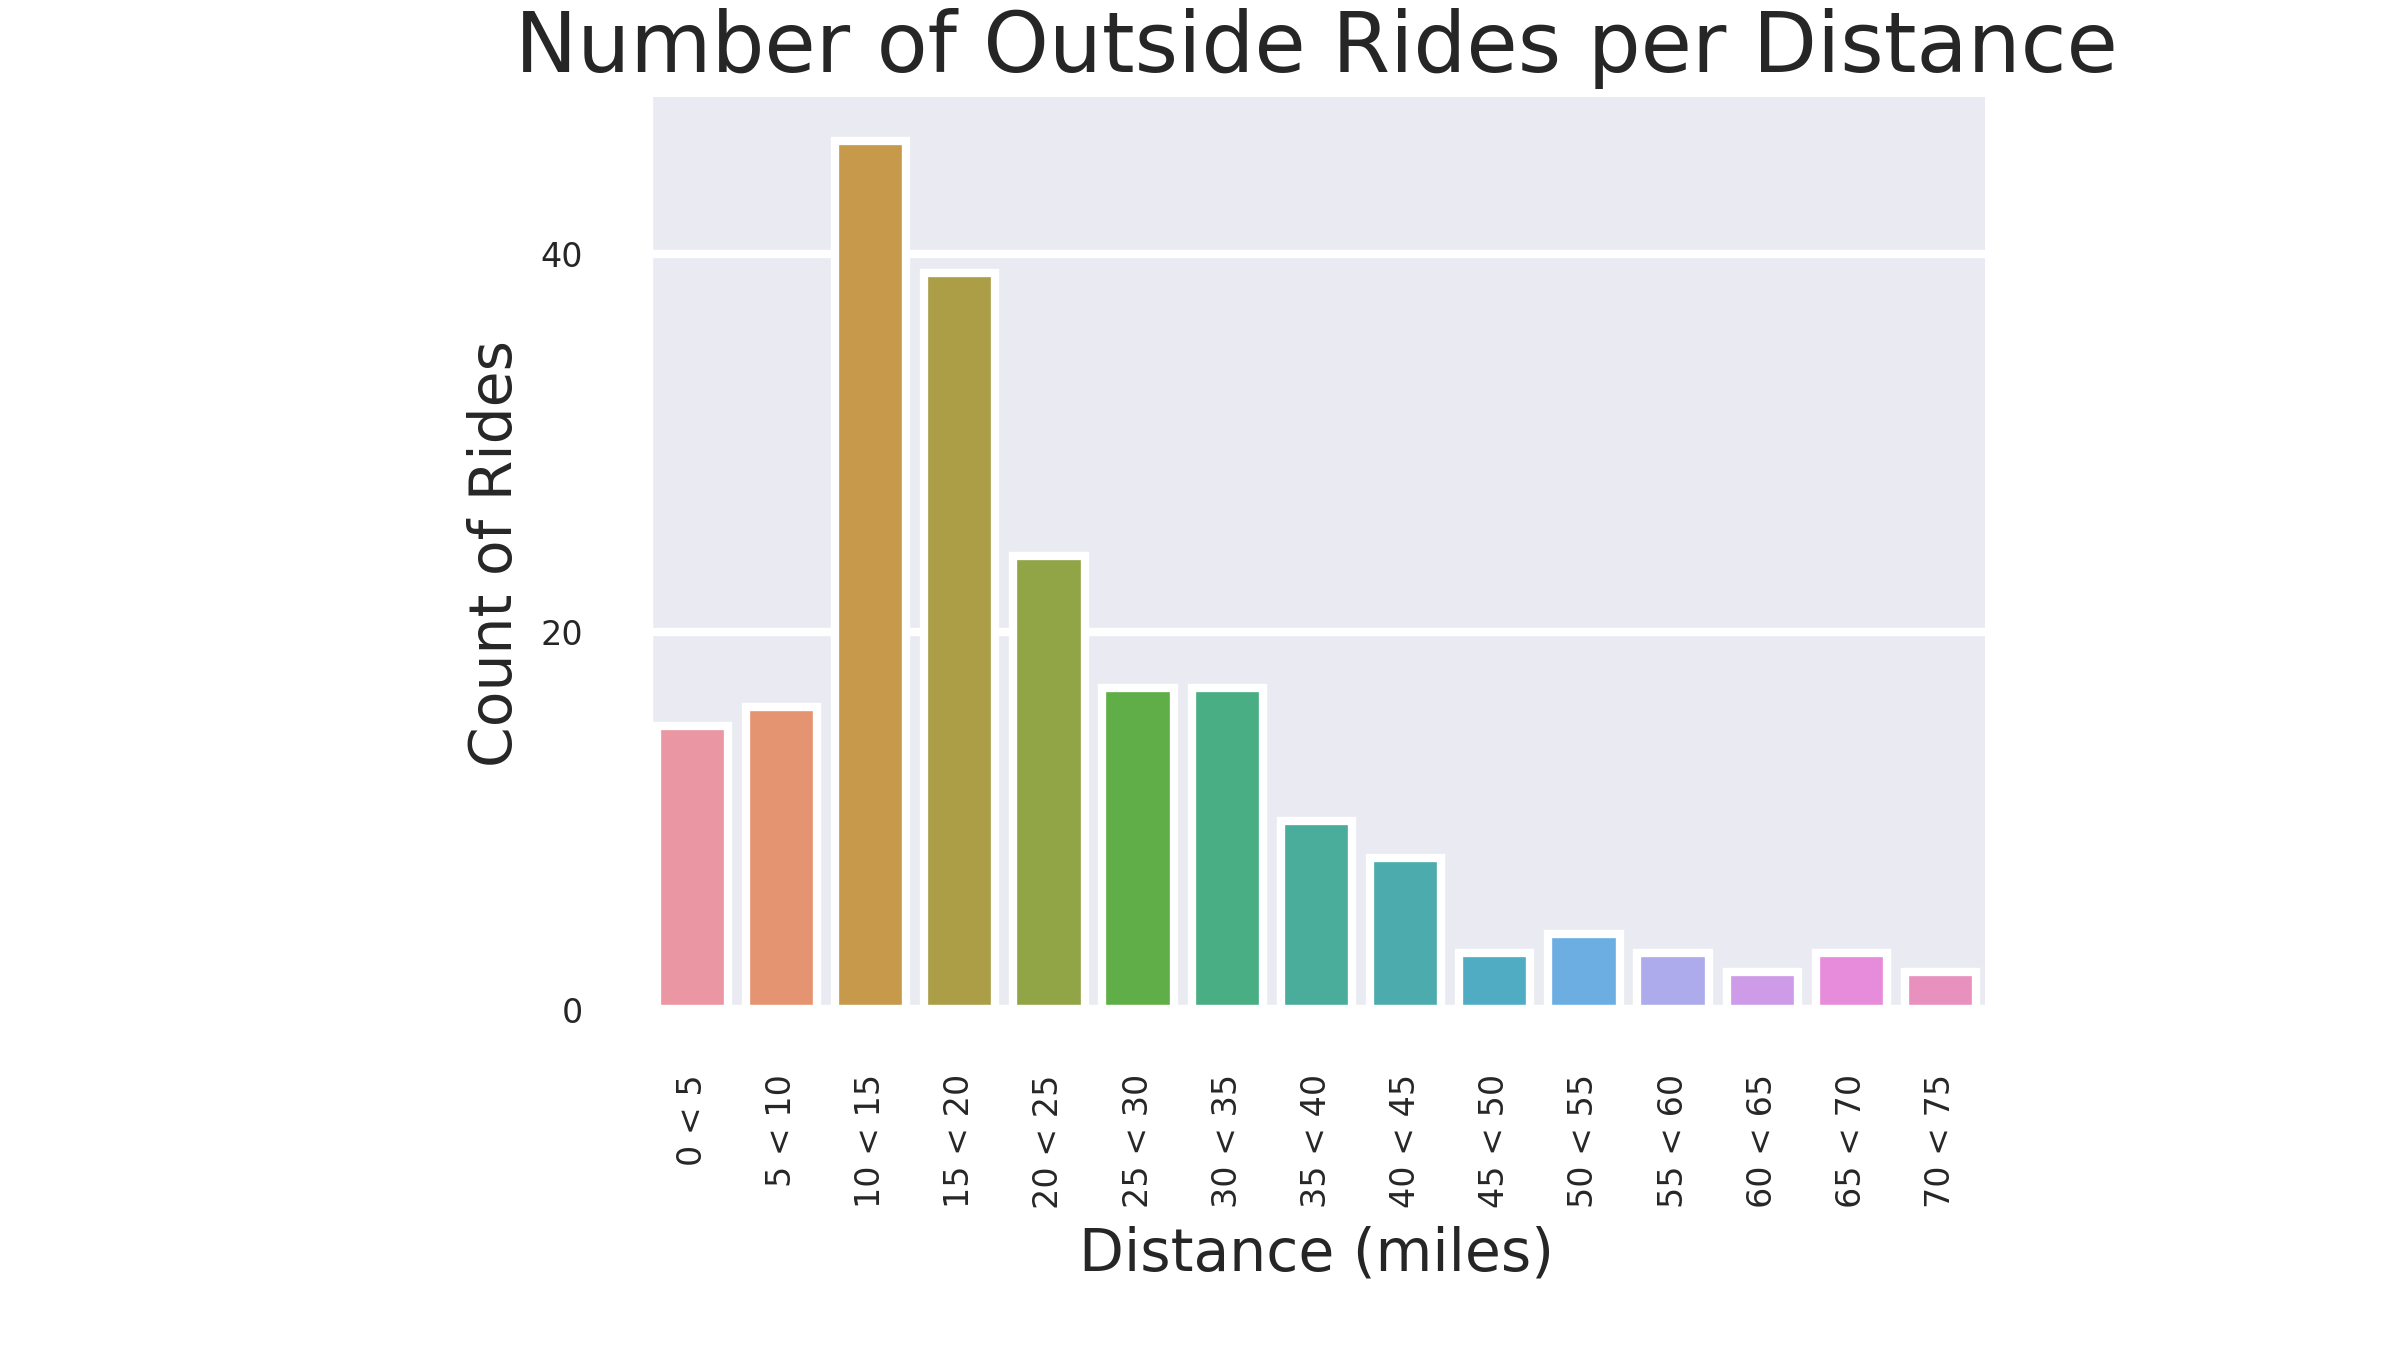 Number of Outside Rides per Distance
Count of Rides
40
20
0
0 < 5
5 < 10
10 < 15
15 < 20
20 < 25
25 < 30
30 < 35
35 < 40
40 < 45
45 < 50
50 < 55
55 < 60
60 < 65
65 < 70
70 < 75
Distance (miles)